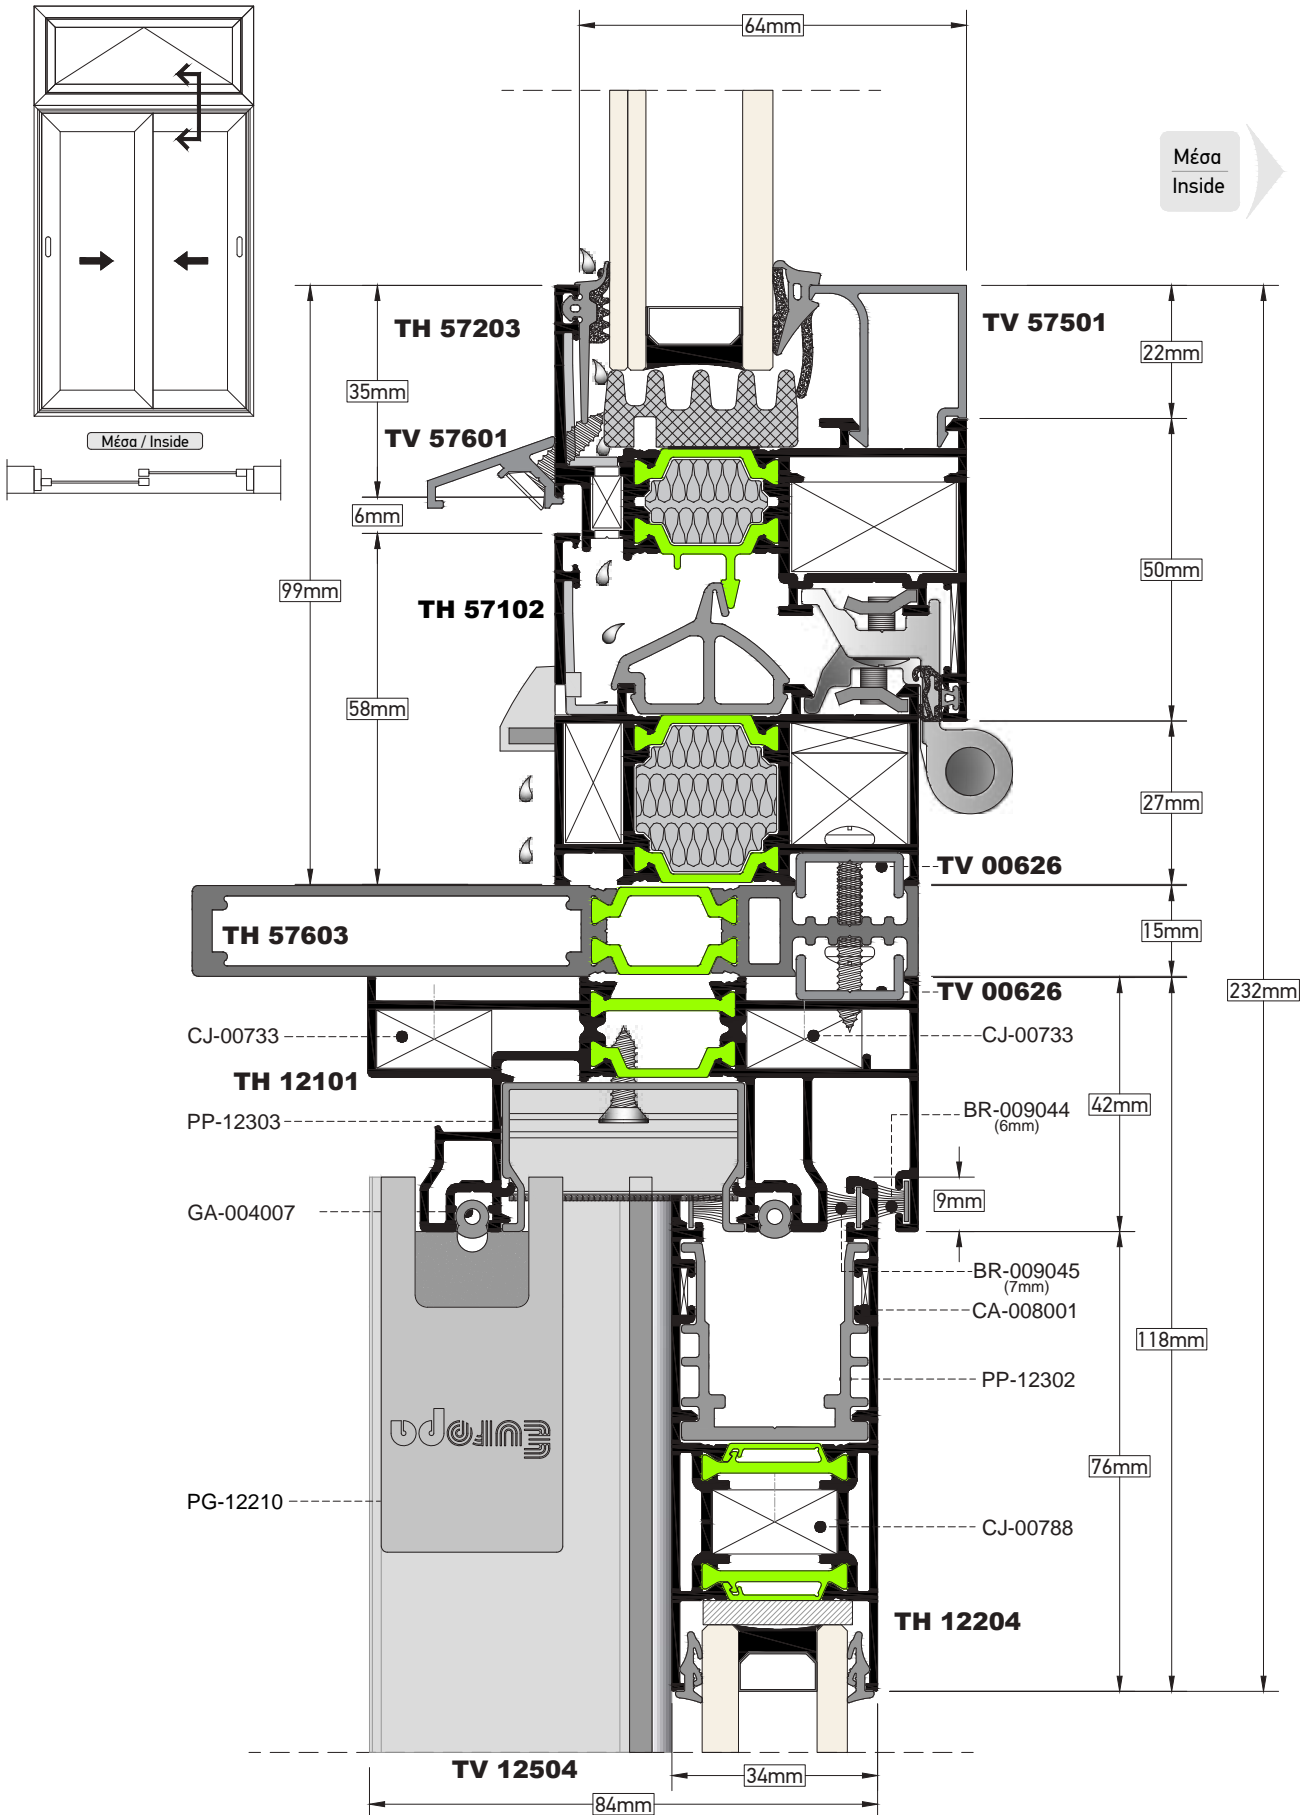 64mm
Μέσα
Inside
TH 57203
TV 57501
22mm
35mm
TV 57601
Μέσα / Inside
6mm
50mm
99mm
TH 57102
58mm
27mm
TV 00626
TH 57603
15mm
TV 00626
232mm
CJ-00733
CJ-00733
TH 12101
42mm
BR-009044
(6mm)
PP-12303
9mm
GA-004007
BR-009045
(7mm)
CA-008001
118mm
PP-12302
Europa
76mm
PG-12210
CJ-00788
TH 12204
TV 12504
34mm
84mm